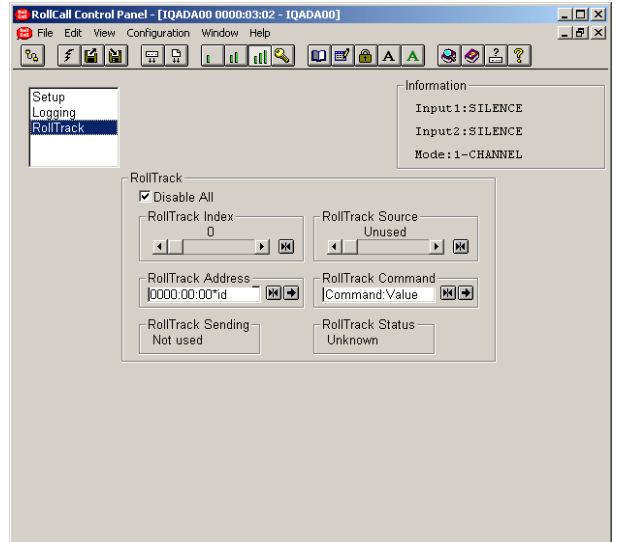 RollCall Control Panel - [IQADA00 0000:03:02 - IQADA00]
File Edit View Configuration Window Help
A A
Setup
Logging
RollTrack
Information
Input1:SILENCE
Input2:SILENCE
Mode:1-CHANNEL
RollTrack
Disable All
RollTrack Index
0
RollTrack Source
Unused
RollTrack Address
0000:00:00*id
RollTrack Command
Command:Value
RollTrack Sending
Not used
RollTrack Status
Unknown